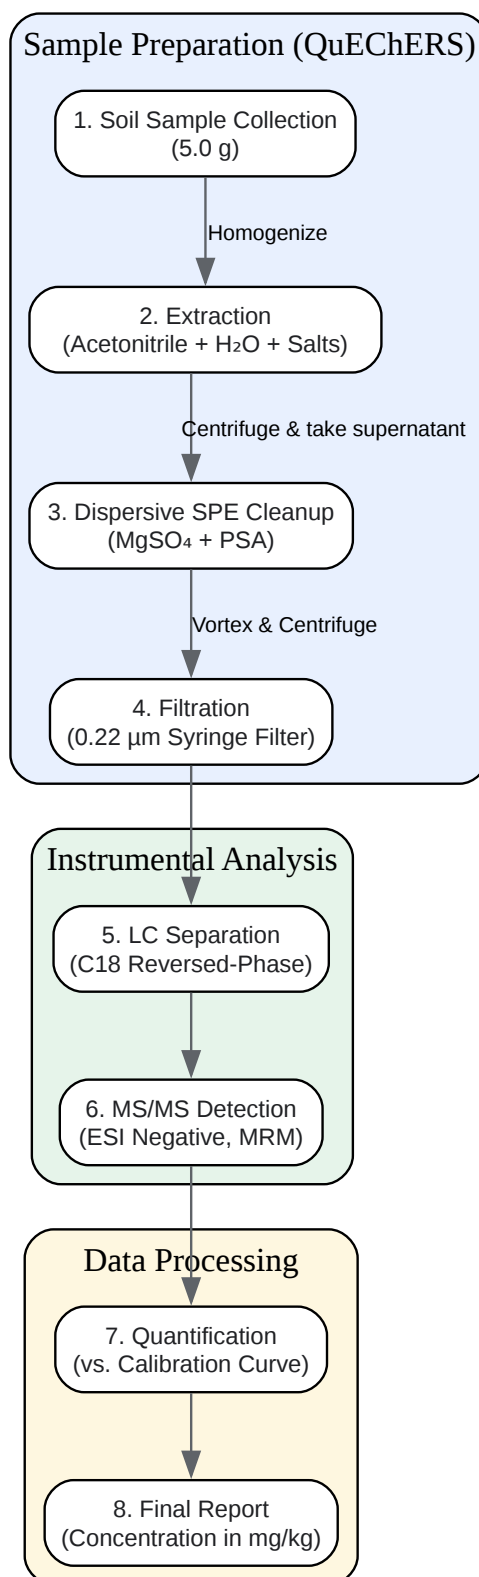 Sample Preparation (QuEChERS)
1. Soil Sample Collection
(5.0 g)
Homogenize
2. Extraction
(Acetonitrile + H₂O + Salts)
Centrifuge & take supernatant
3. Dispersive SPE Cleanup
(MgSO₄ + PSA)
Vortex & Centrifuge
4. Filtration
(0.22 µm Syringe Filter)
Instrumental Analysis
5. LC Separation
(C18 Reversed-Phase)
6. MS/MS Detection
(ESI Negative, MRM)
Data Processing
7. Quantification
(vs. Calibration Curve)
8. Final Report
(Concentration in mg/kg)